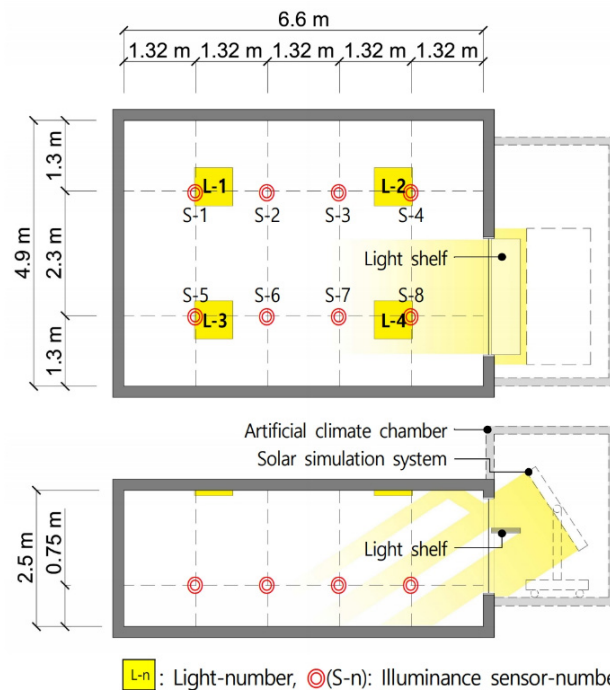 6.6 m
1.32 m 1.32 m 1.32 m 1.32 m 1.32 m
4.9 m
1.3 m
2.3 m
1.3 m
L-1
L-2
S-1
S-2
S-3
S-4
Light shelf
S-5
S-6
S-7
S-8
L-3
L-4
Artificial climate chamber
Solar simulation system
2.5 m
0.75 m
Light shelf
L-n : Light-number, (S-n): Illuminance sensor-numbe